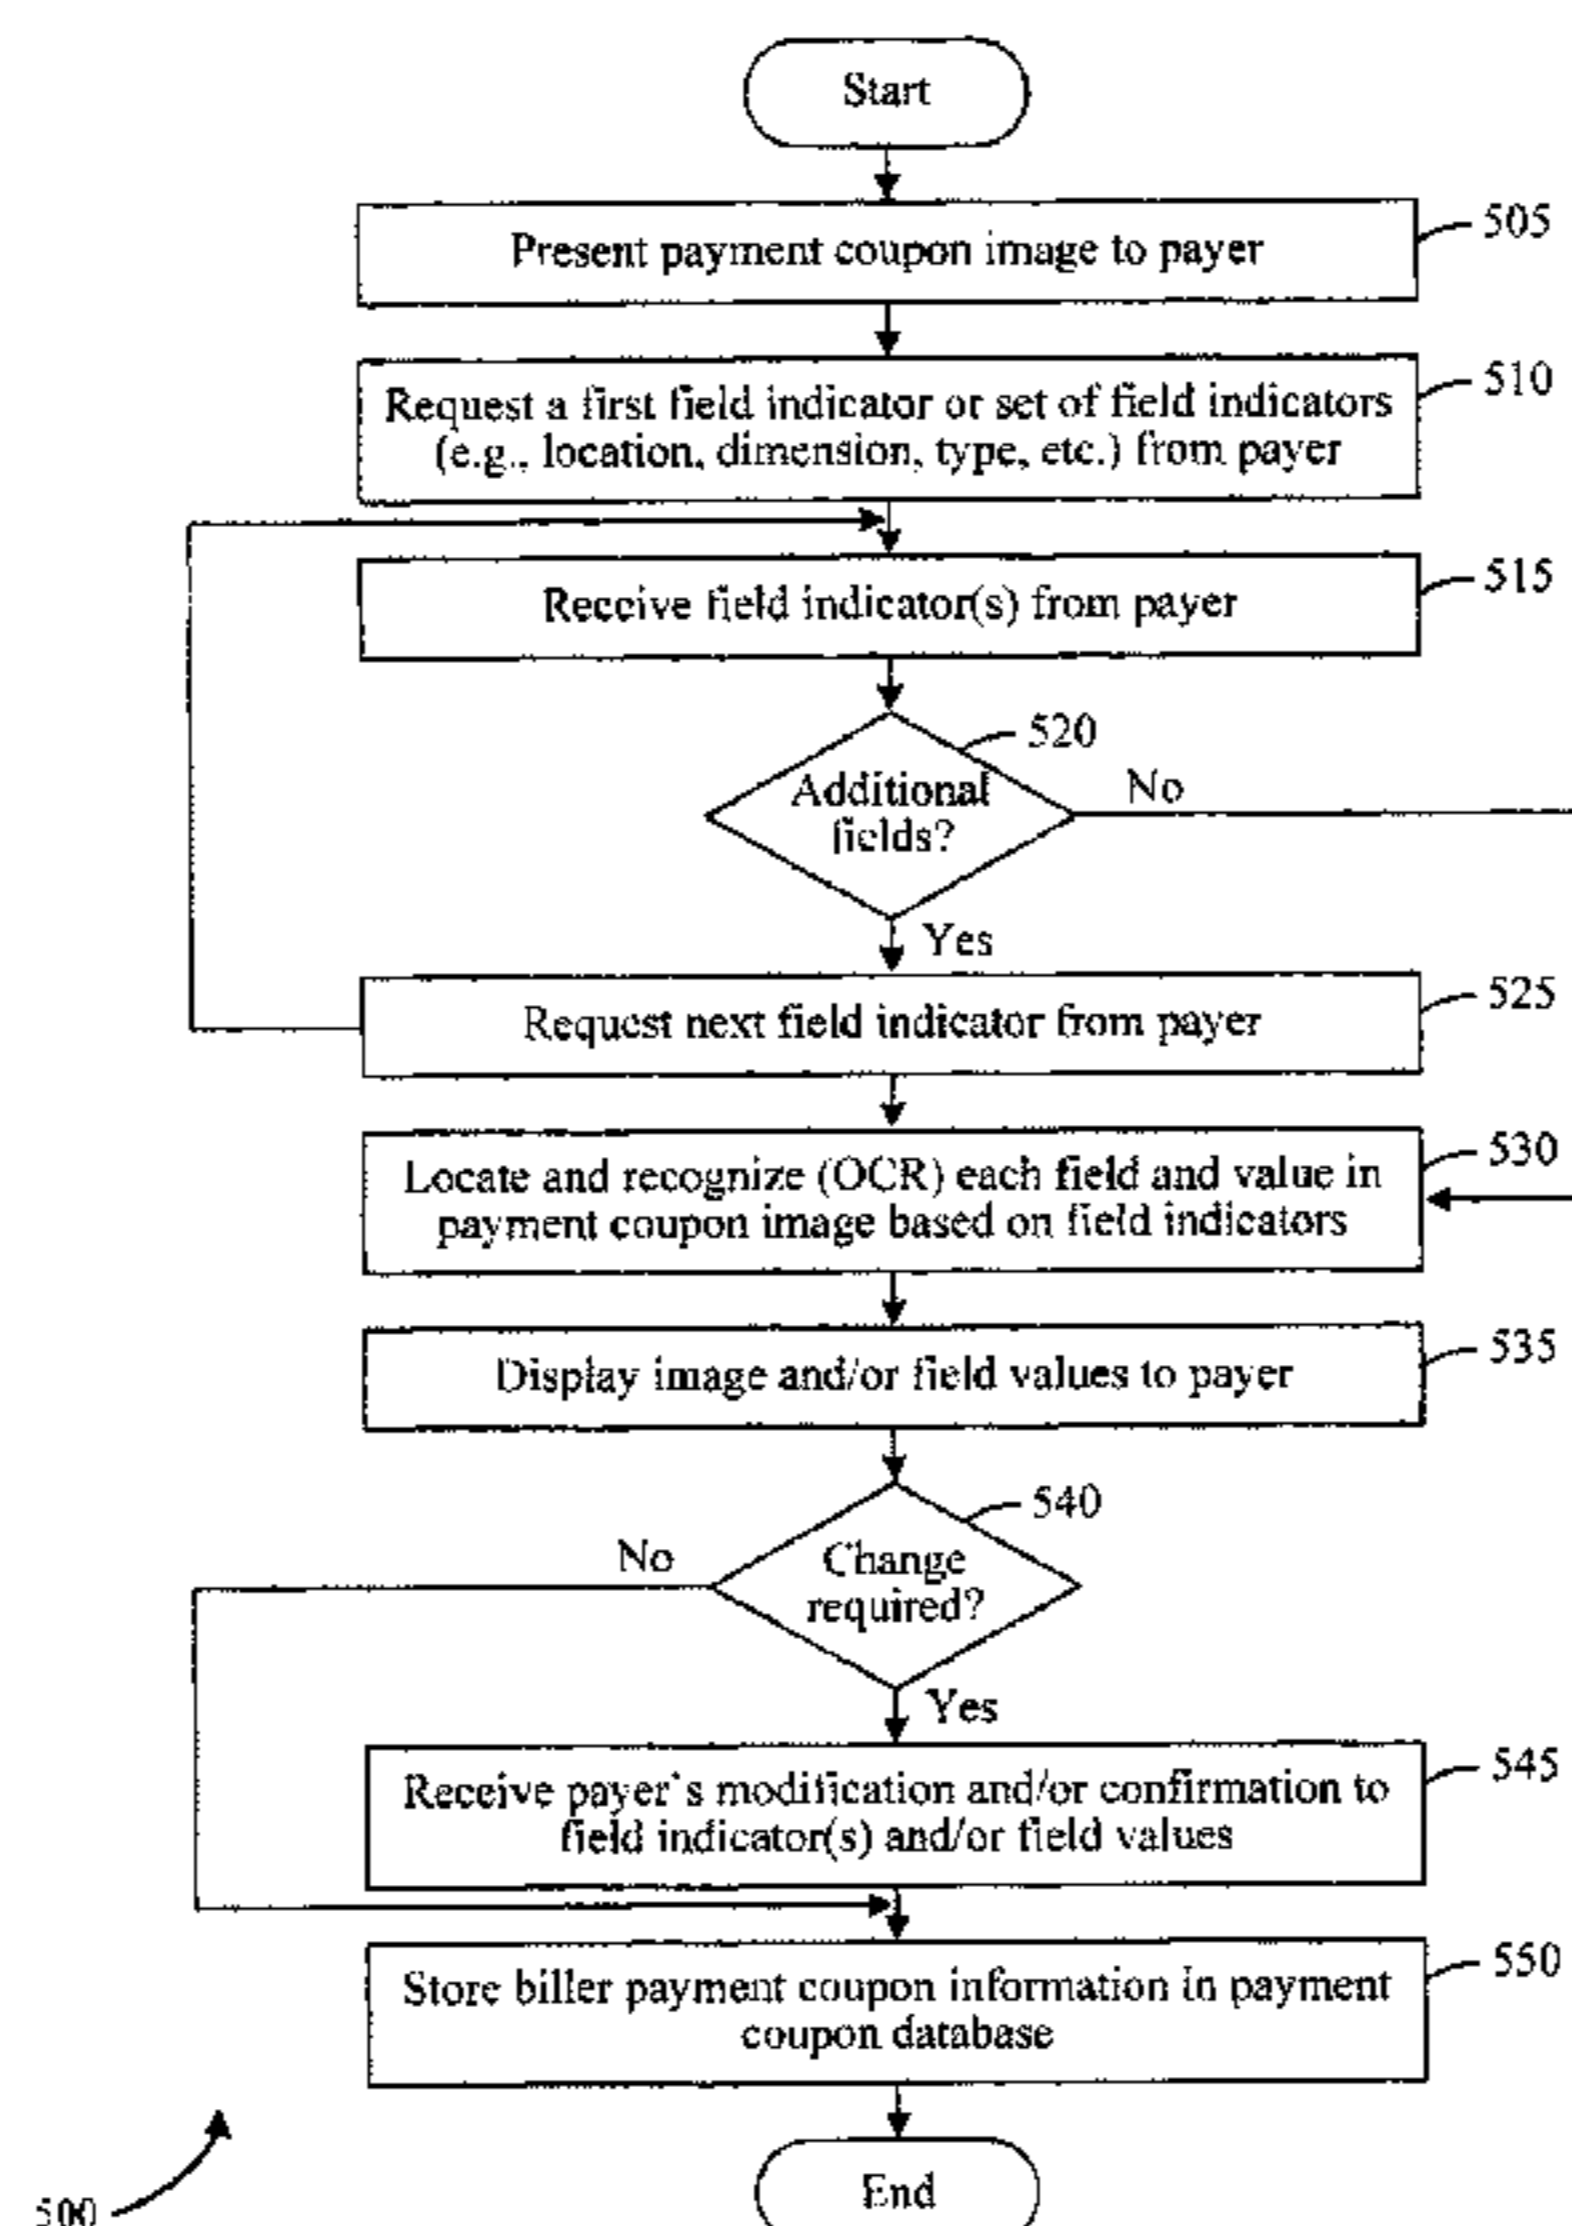 Start
Present payment coupon image to payer
505
Request a first field indicator or set of field indicators
(e.g., location, dimension, type, etc.) from payer
510
Receive field indicator(s) from payer
515
Additional
fields?
520
No
Yes
Request next field indicator from payer
525
Locate and recognize (OCR) each field and value in
payment coupon image based on field indicators
530
Display image and/or field values to payer
535
Change
required?
540
No
Yes
Receive payer's modification and/or confirmation to
field indicator(s) and/or field values
545
Store biller payment coupon information in payment
coupon database
550
End
500